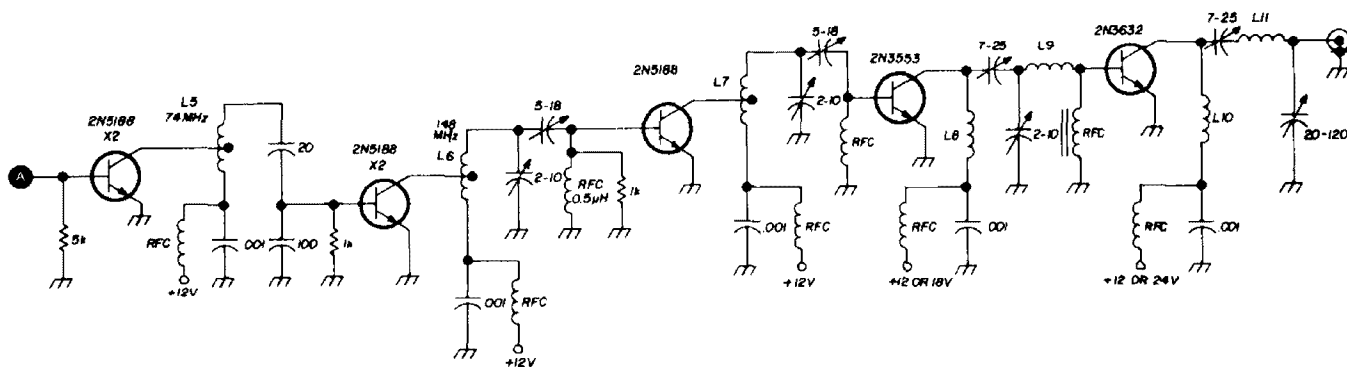 A
5k
2N5188
X2
L5
74 MHz
RFC
+12V
.001
20
100
1k
2N5188
X2
148
MHz
L6
.001
RFC
+12V
2-10
5-18
RFC
0.5µH
1k
2N5188
L7
.001
RFC
+12V
2-10
5-18
RFC
2N3553
L8
RFC
+12 OR 18V
.001
7-25
2-10
L9
RFC
2N3632
L10
RFC
+12 OR 24V
.001
7-25
L11
20-120